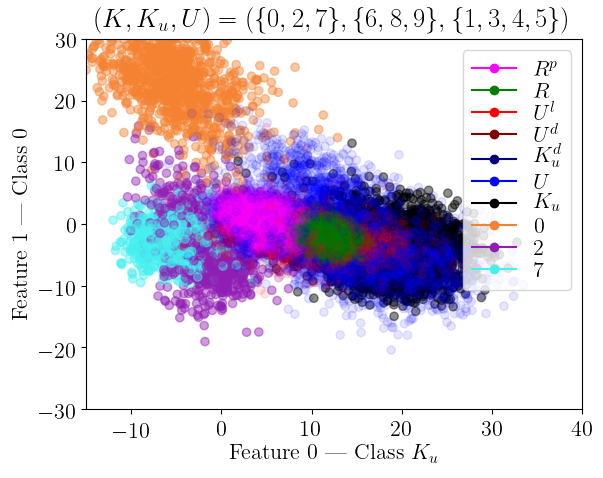 (K, K_u, U) = ({0, 2, 7}, {6, 8, 9}, {1, 3, 4, 5})
30
20
10
0
−10
−20
−30
Feature 1 — Class 0
R^p
R
U^l
U^d
K_u^d
U
K_u
0
2
7
−10 0 10 20 30 40
Feature 0 — Class K_u